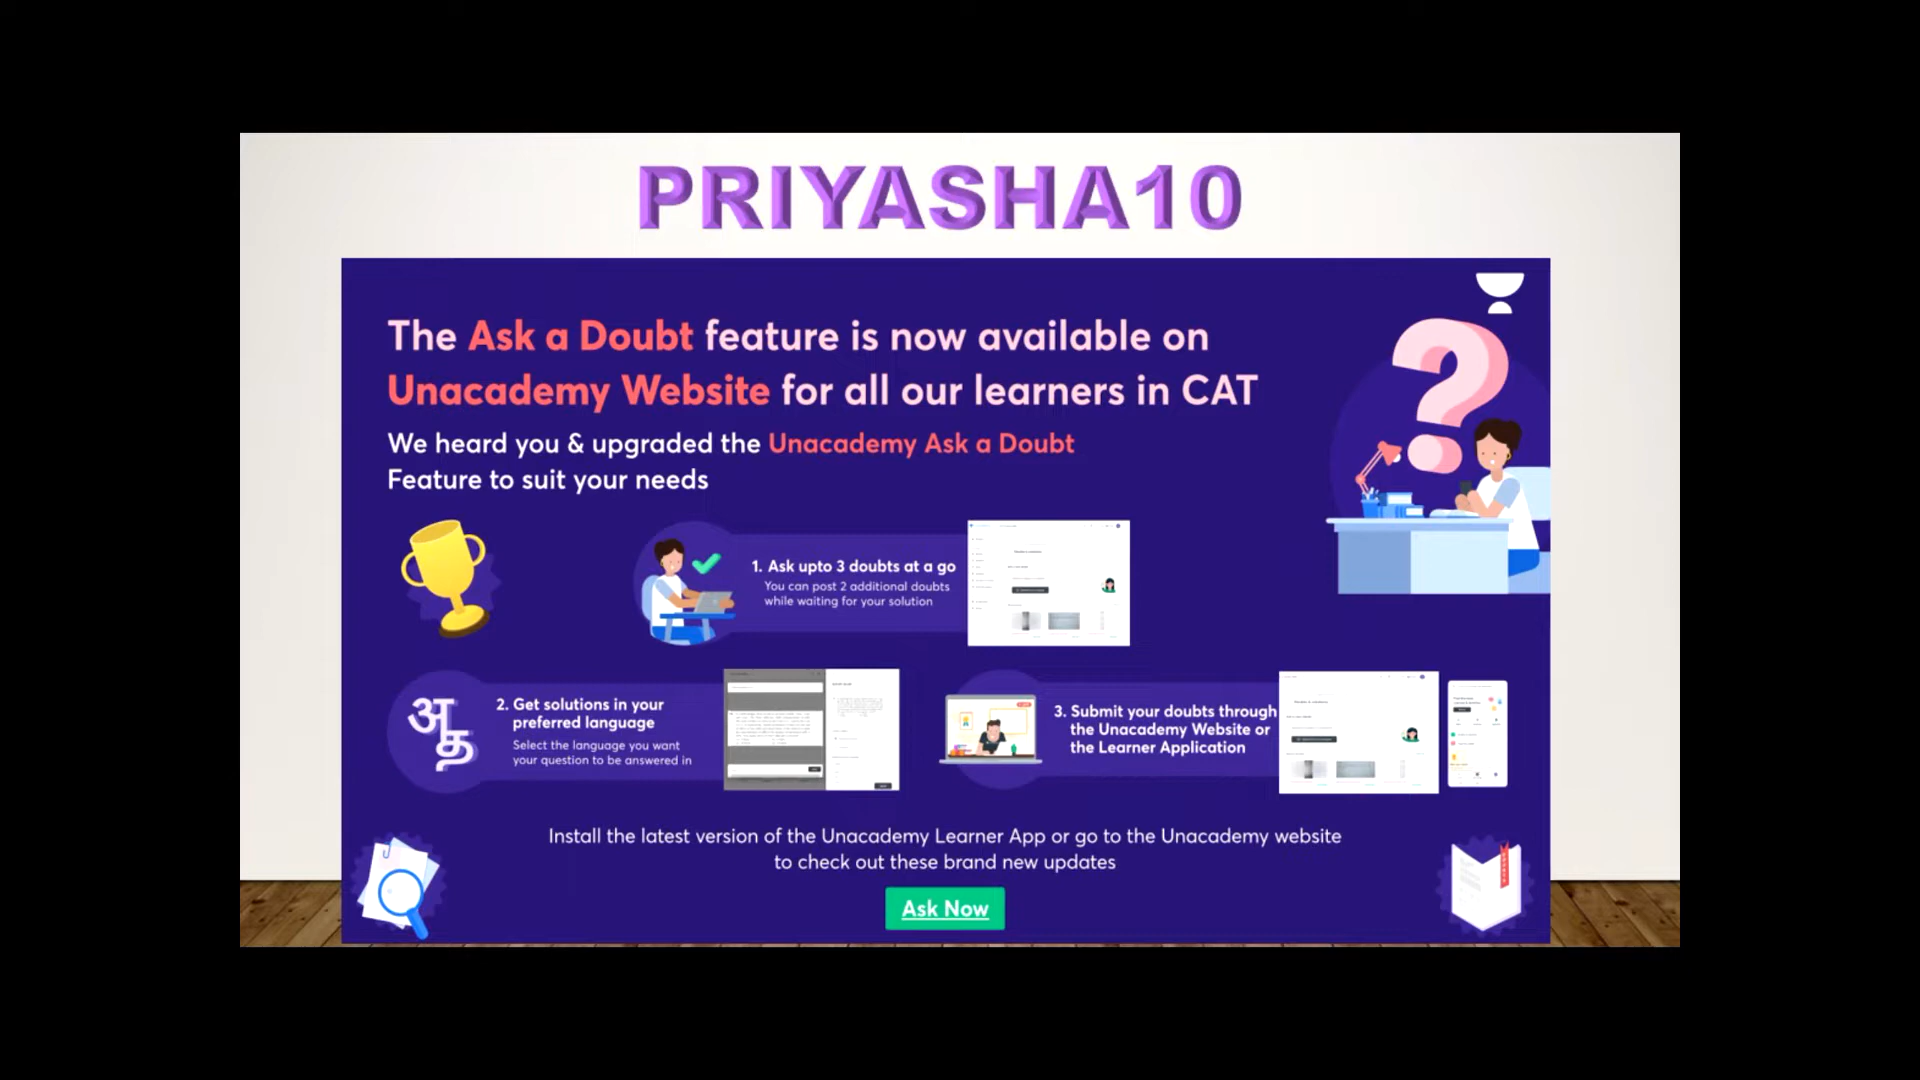 PRIYASHA10
The Ask a Doubt feature is now available on
Unacademy Website for all our learners in CAT
We heard you & upgraded the Unacademy Ask a Doubt
Feature to suit your needs
1. Ask upto 3 doubts at a go
You can post 2 additional doubts
while waiting for your solution
अ
त
2. Get solutions in your
preferred language
Select the language you want
your question to be answered in
3. Submit your doubts through
the Unacademy Website or
the Learner Application
Install the latest version of the Unacademy Learner App or go to the Unacademy website
to check out these brand new updates
Ask Now